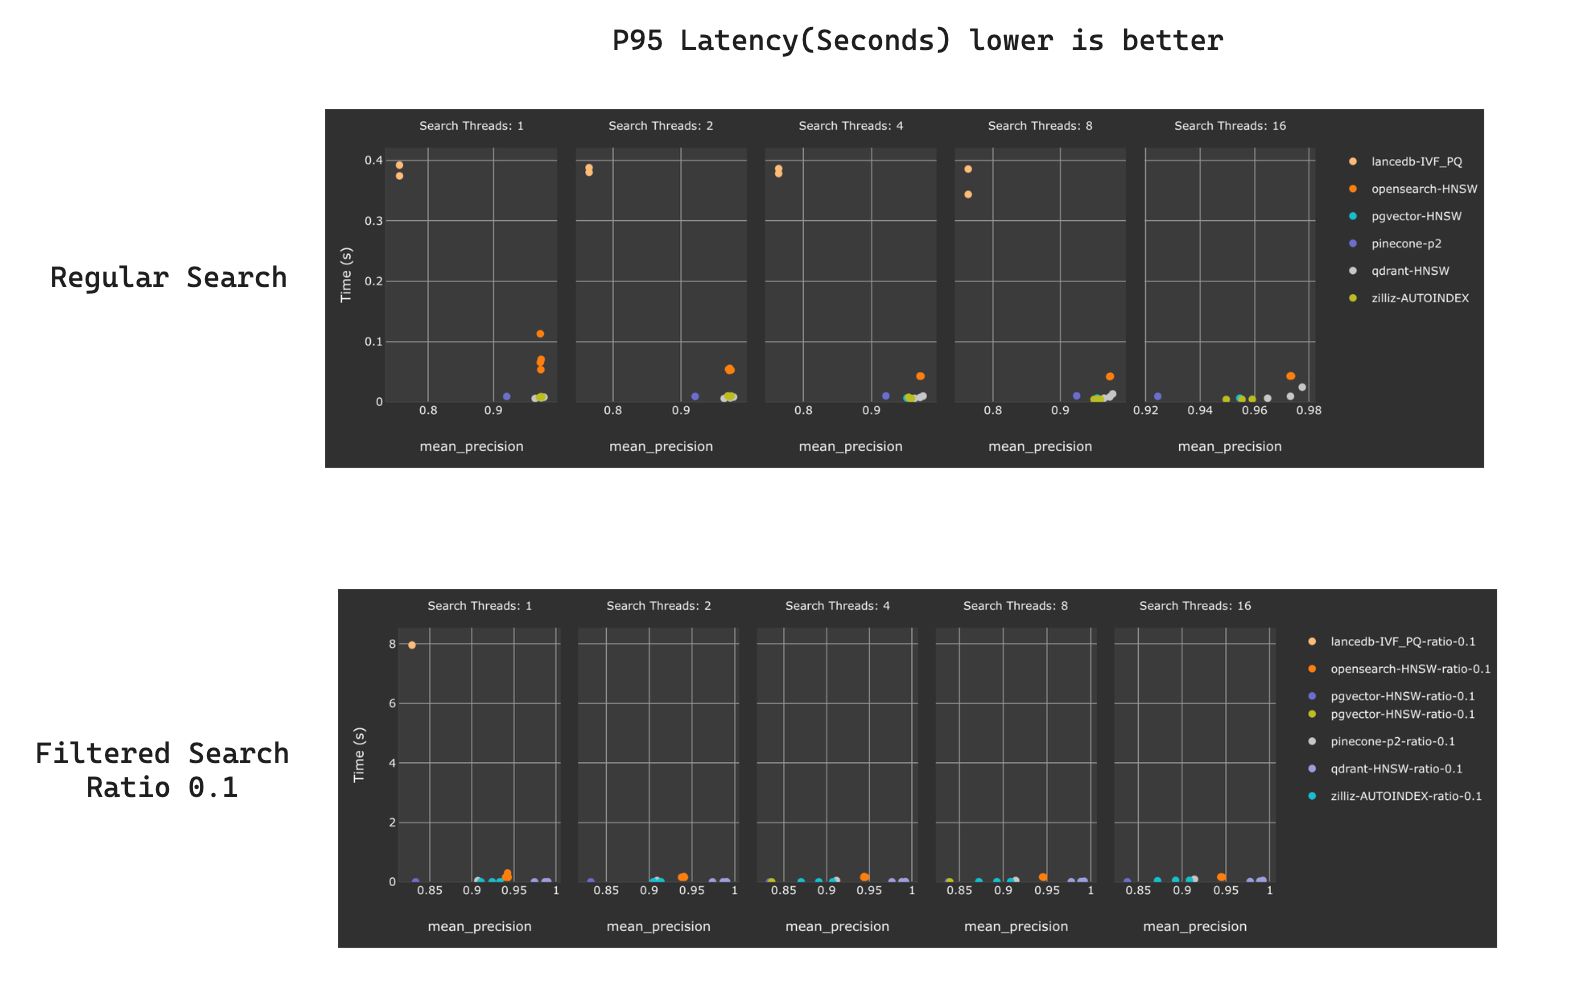 P95 Latency(Seconds) lower is better
Regular Search
Search Threads: 1
Search Threads: 2
Search Threads: 4
Search Threads: 8
Search Threads: 16
Time (s)
0.4
0.3
0.2
0.1
0
0.8 0.9
0.8 0.9
0.8 0.9
0.8 0.9
0.92 0.94 0.96 0.98
mean_precision
mean_precision
mean_precision
mean_precision
mean_precision
lancedb-IVF_PQ
opensearch-HNSW
pgvector-HNSW
pinecone-p2
qdrant-HNSW
zilliz-AUTOINDEX
Filtered Search
Ratio 0.1
Search Threads: 1
Search Threads: 2
Search Threads: 4
Search Threads: 8
Search Threads: 16
Time (s)
8
6
4
2
0
0.85 0.9 0.95 1
0.85 0.9 0.95 1
0.85 0.9 0.95 1
0.85 0.9 0.95 1
0.85 0.9 0.95 1
mean_precision
mean_precision
mean_precision
mean_precision
mean_precision
lancedb-IVF_PQ-ratio-0.1
opensearch-HNSW-ratio-0.1
pgvector-HNSW-ratio-0.1
pgvector-HNSW-ratio-0.1
pinecone-p2-ratio-0.1
qdrant-HNSW-ratio-0.1
zilliz-AUTOINDEX-ratio-0.1